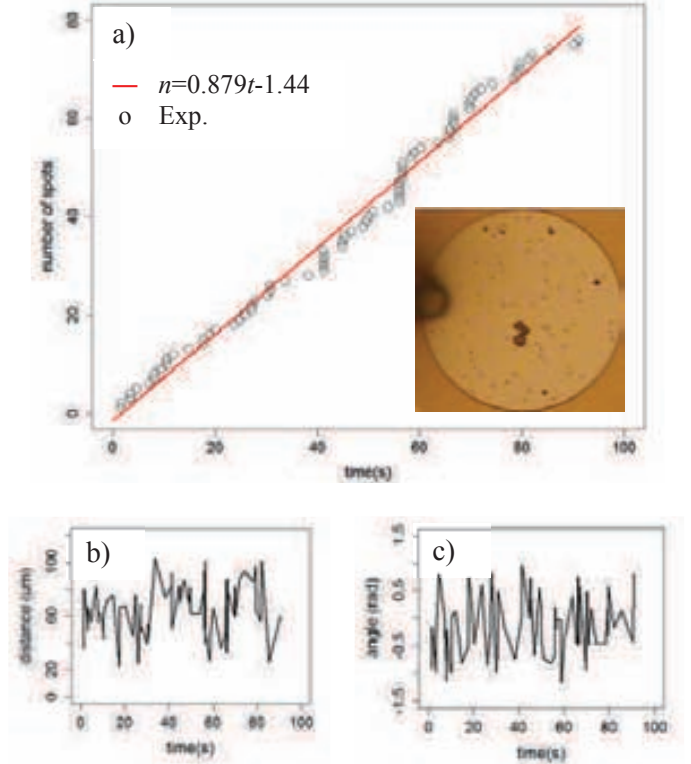 a)
n=0.879t-1.44
o Exp.
80
60
40
20
0
number of spots
0 20 40 60 80 100
time(s)
b)
100
60
20
0
distance (um)
0 20 40 60 80 100
time(s)
c)
1.5
0.5
-0.5
-1.5
angle (rad)
0 20 40 60 80 100
time(s)